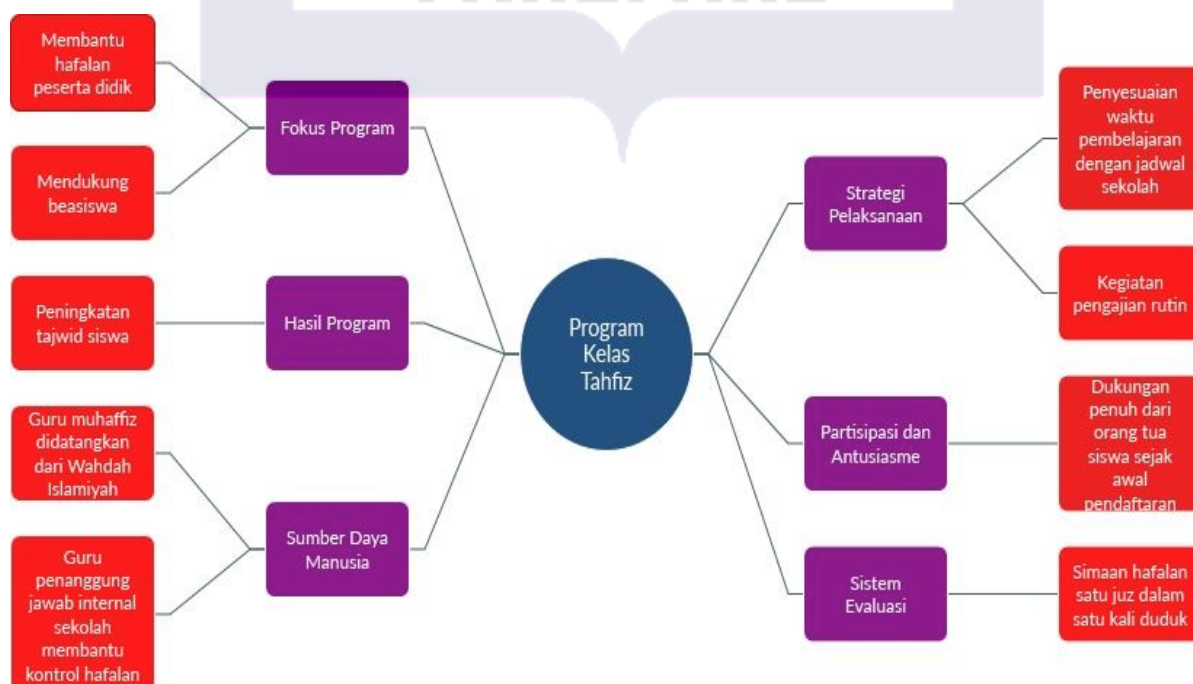 Membantu
hafalan
peserta didik
Mendukung
beasiswa
Fokus Program
Peningkatan
tajwid siswa
Hasil Program
Guru muhaffiz
didatangkan
dari Wahdah
Islamiyah
Guru
penanggung
jawab internal
sekolah
membantu
kontrol hafalan
Sumber Daya
Manusia
Program
Kelas
Tahfiz
Strategi
Pelaksanaan
Penyesuaian
waktu
pembelajaran
dengan jadwal
sekolah
Kegiatan
pengajian rutin
Partisipasi dan
Antusiasme
Dukungan
penuh dari
orang tua
siswa sejak
awal
pendaftaran
Sistem
Evaluasi
Simaan hafalan
satu juz dalam
satu kali duduk